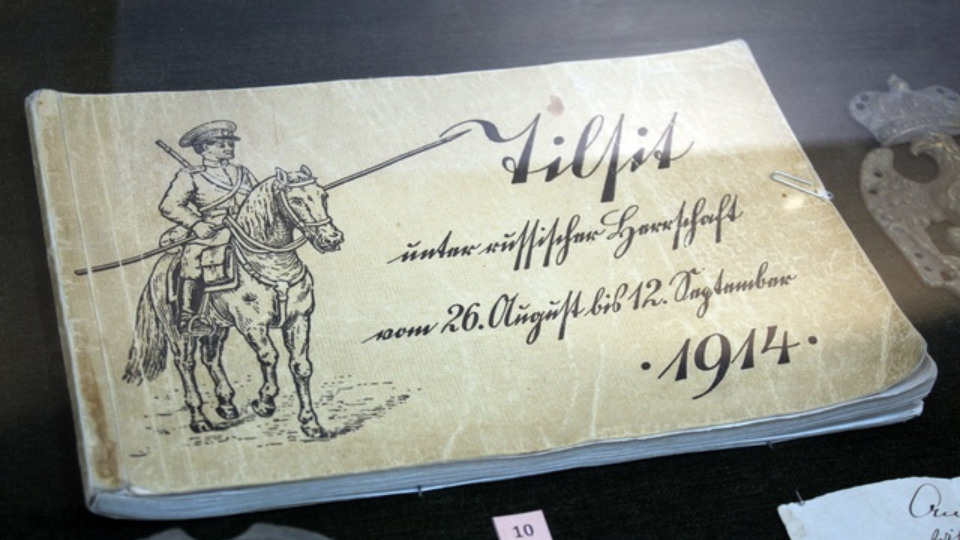 Tilsit
unter russischer Herrschaft
vom 26. August bis 12. September
· 1914 ·
10